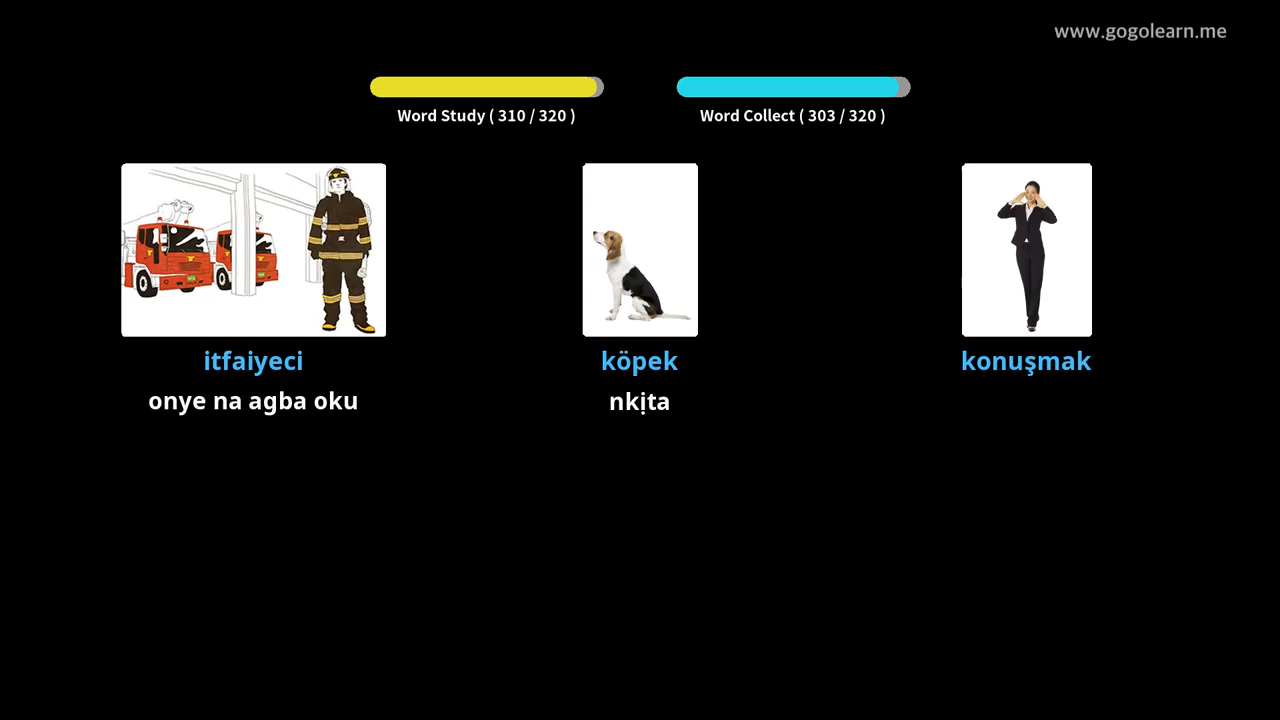 www.gogolearn.me
Word Study ( 310 / 320 )
Word Collect ( 303 / 320 )
itfaiyeci
köpek
konuşmak
onye na agba oku
nkịta